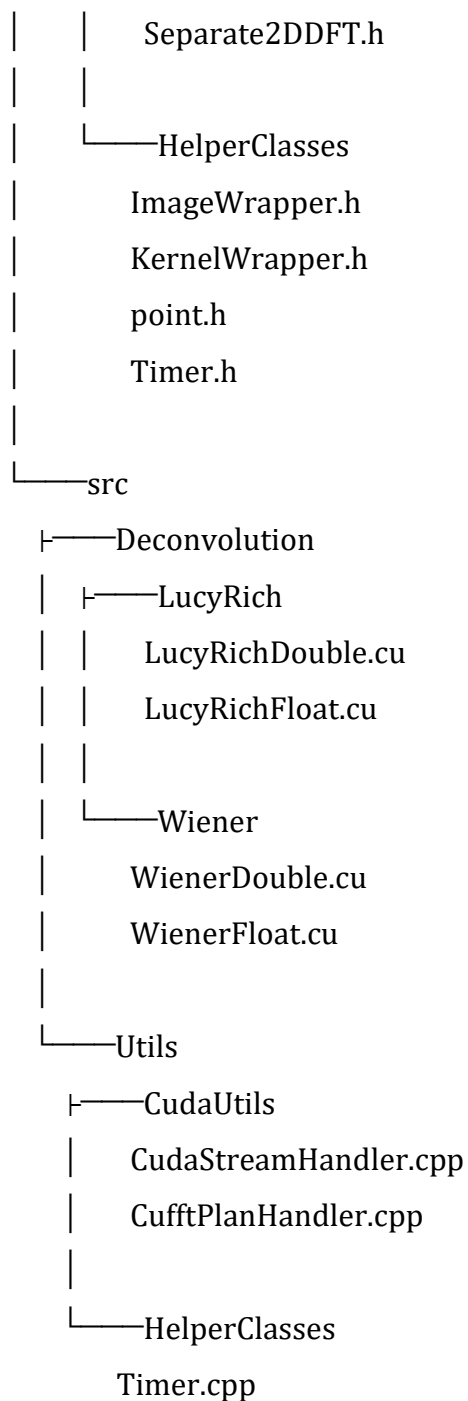 │ │ Separate2DDFT.h
│ │
│ └───HelperClasses
│ ImageWrapper.h
│ KernelWrapper.h
│ point.h
│ Timer.h
│
└───src
├───Deconvolution
│ ├───LucyRich
│ │ LucyRichDouble.cu
│ │ LucyRichFloat.cu
│ │
│ └───Wiener
│ WienerDouble.cu
│ WienerFloat.cu
│
└───Utils
├───CudaUtils
│ CudaStreamHandler.cpp
│ CufftPlanHandler.cpp
│
└───HelperClasses
Timer.cpp